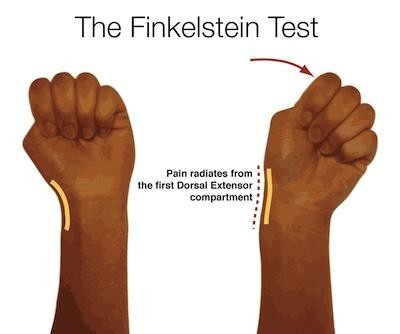 The Finkelstein Test
Pain radiates from
the first Dorsal Extensor
compartment